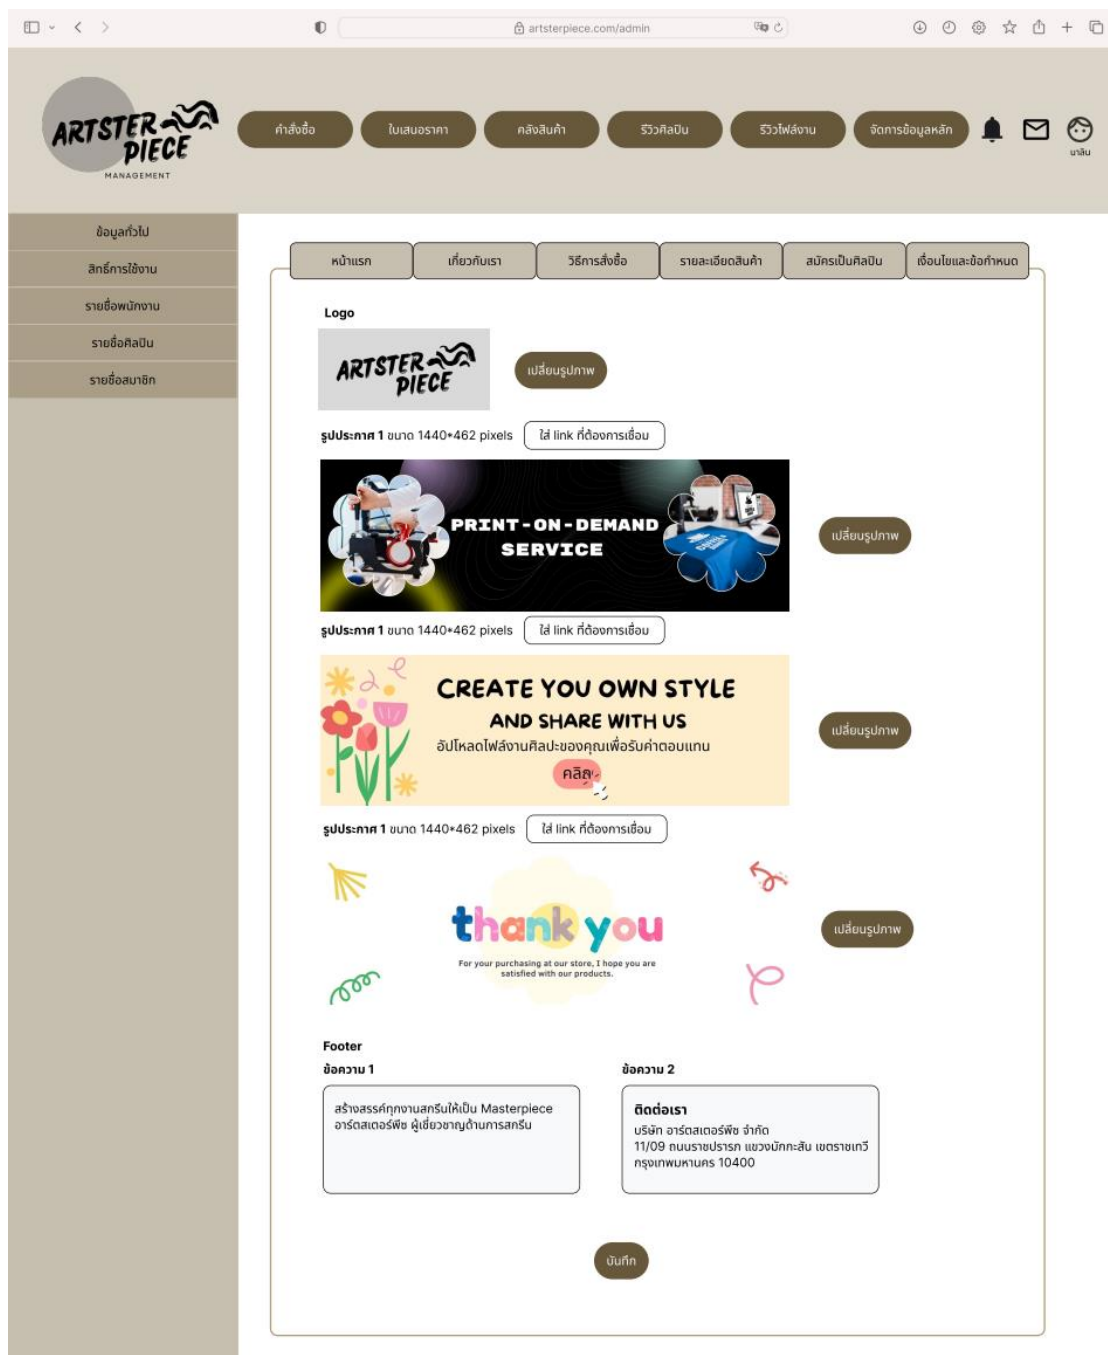 artsterpiece.com/admin
ARTSTER
PIECE
MANAGEMENT
คำสั่งซื้อ
ใบเสนอราคา
คลังสินค้า
รีวิวศิลปิน
รีวิวไฟล์งาน
จัดการข้อมูลหลัก
นาลิน
ข้อมูลทั่วไป
สิทธิ์การใช้งาน
รายชื่อพนักงาน
รายชื่อศิลปิน
รายชื่อสมาชิก
หน้าแรก
เกี่ยวกับเรา
วิธีการสั่งซื้อ
รายละเอียดสินค้า
สมัครเป็นศิลปิน
เงื่อนไขและข้อกำหนด
Logo
ARTSTER
PIECE
เปลี่ยนรูปภาพ
รูปประกาศ 1 ขนาด 1440*462 pixels
ใส่ link ที่ต้องการเชื่อม
PRINT-ON-DEMAND
SERVICE
เปลี่ยนรูปภาพ
รูปประกาศ 1 ขนาด 1440*462 pixels
ใส่ link ที่ต้องการเชื่อม
CREATE YOU OWN STYLE
AND SHARE WITH US
อัปโหลดไฟล์งานศิลปะของคุณเพื่อรับค่าตอบแทน
คลิก
เปลี่ยนรูปภาพ
รูปประกาศ 1 ขนาด 1440*462 pixels
ใส่ link ที่ต้องการเชื่อม
thank you
For your purchasing at our store, I hope you are
satisfied with our products.
เปลี่ยนรูปภาพ
Footer
ข้อความ 1
สร้างสรรค์ทุกงานสกรีนให้เป็น Masterpiece
อาร์ตสเตอร์พีซ ผู้เชี่ยวชาญด้านการสกรีน
ข้อความ 2
ติดต่อเรา
บริษัท อาร์ตสเตอร์พีซ จำกัด
11/09 ถนนราชปรารภ แขวงมักกะสัน เขตราชเทวี
กรุงเทพมหานคร 10400
บันทึก